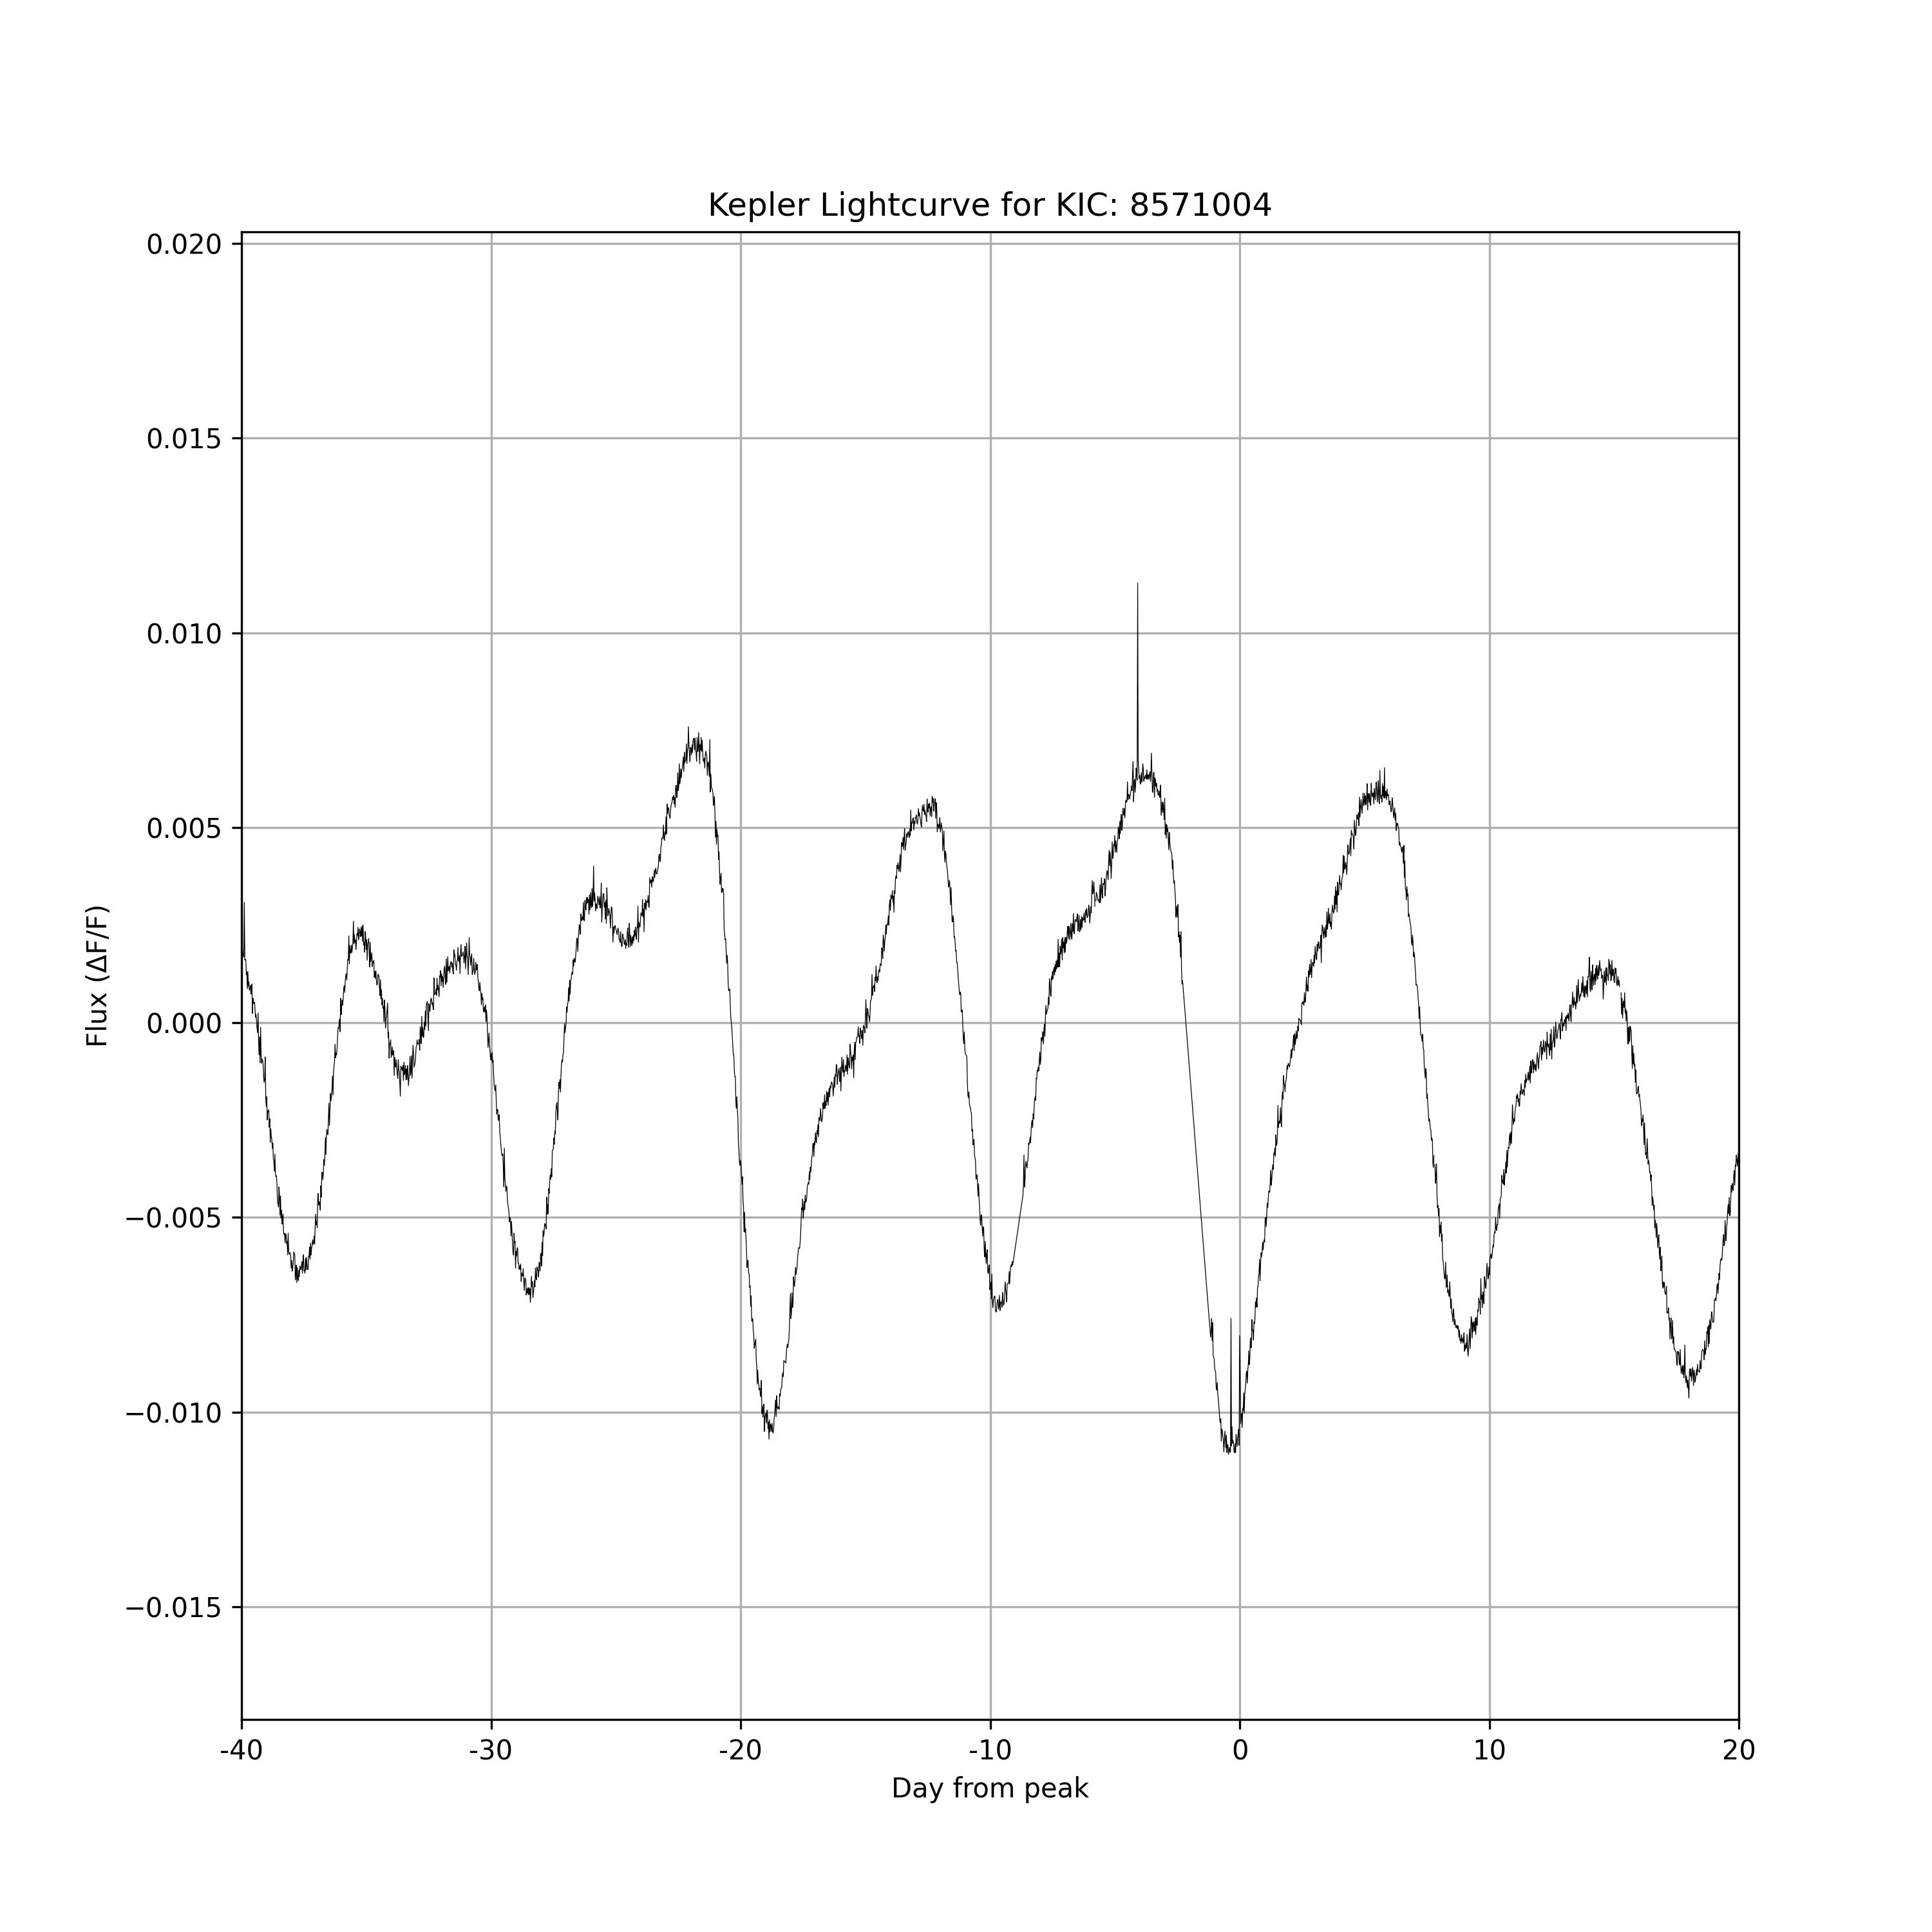 Kepler Lightcurve for KIC: 8571004
0.020
0.015
0.010
0.005
0.000
−0.005
−0.010
−0.015
Flux (ΔF/F)
-40 -30 -20 -10 0 10 20
Day from peak